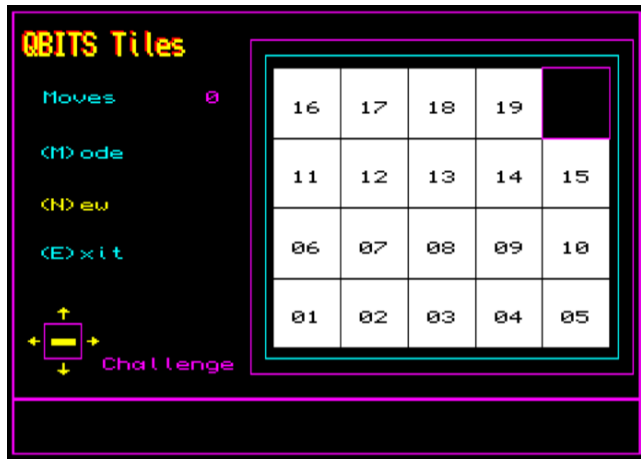 QBITS Tiles
Moves 0
(M)ode
(N)ew
(E)xit
Challenge
16 17 18 19
11 12 13 14 15
06 07 08 09 10
01 02 03 04 05